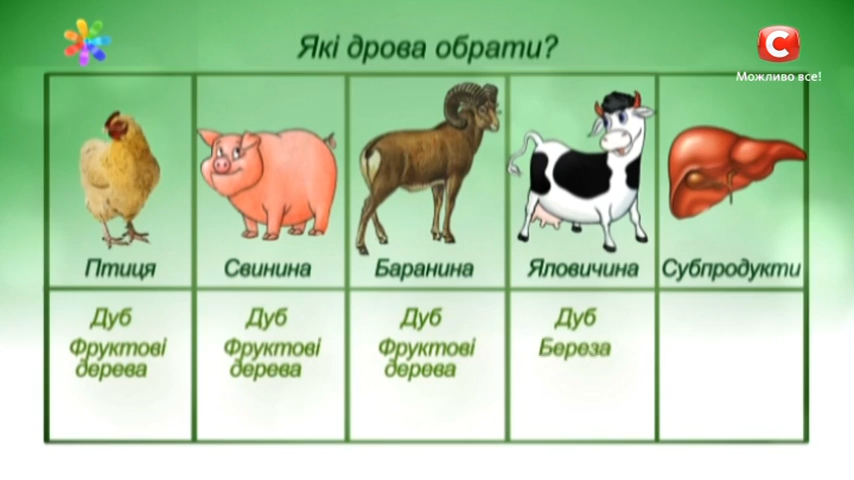 Які дрова обрати?
С
Можливо все!
Птиця
Свинина
Баранина
Яловичина
Субпродукти
Дуб
Фруктові
дерева
Дуб
Фруктові
дерева
Дуб
Фруктові
дерева
Дуб
Береза